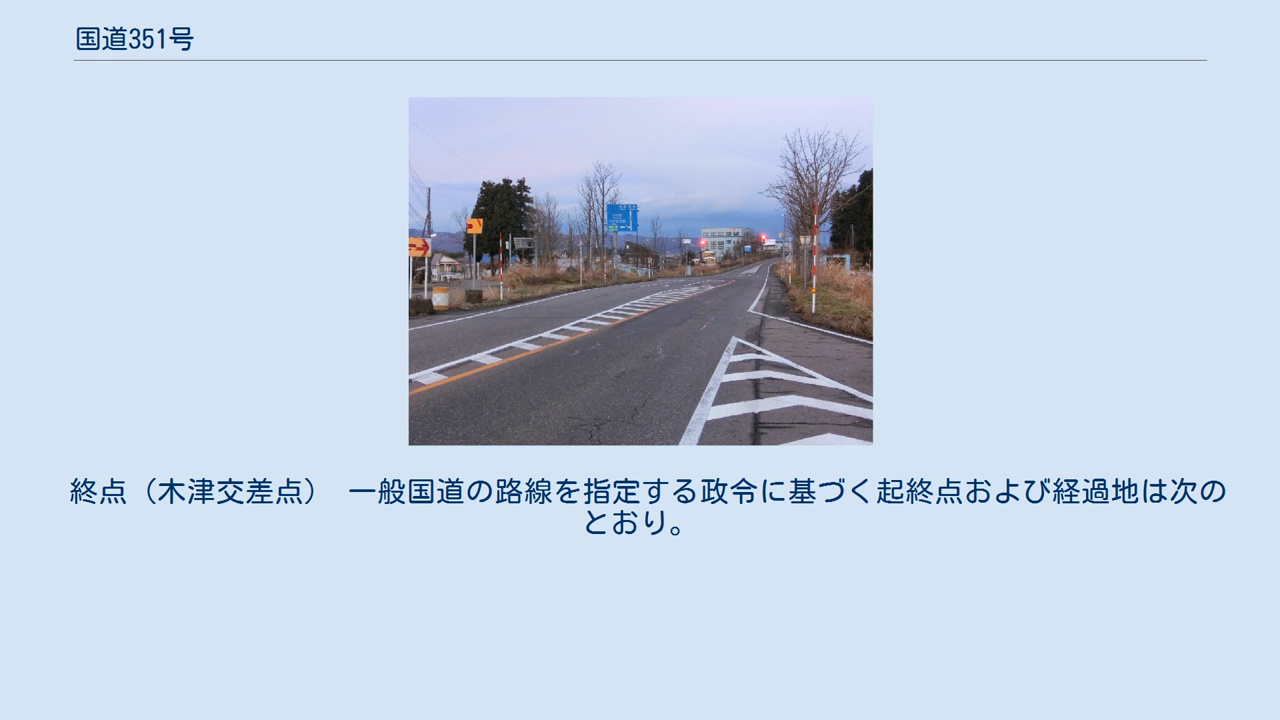 国道351号
終点（木津交差点）　一般国道の路線を指定する政令に基づく起終点および経過地は次の
とおり。